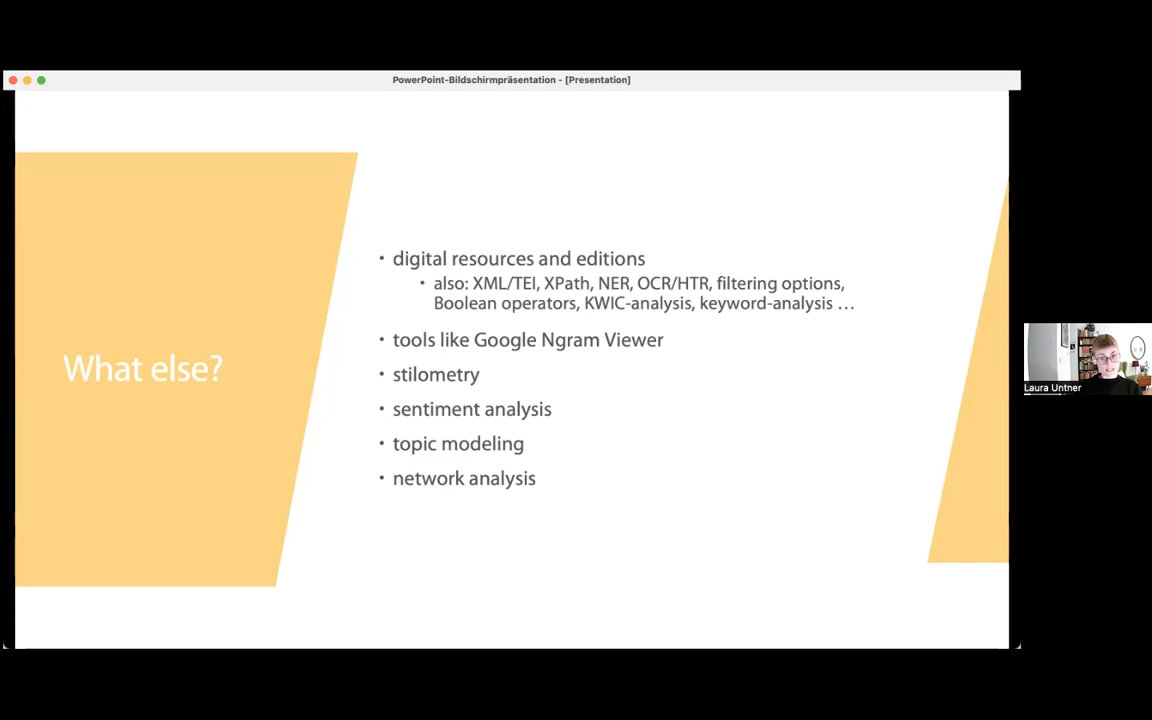 PowerPoint-Bildschirmpräsentation - [Presentation]
What else?
• digital resources and editions
• also: XML/TEI, XPath, NER, OCR/HTR, filtering options,
Boolean operators, KWIC-analysis, keyword-analysis …
• tools like Google Ngram Viewer
• stilometry
• sentiment analysis
• topic modeling
• network analysis
Laura Untner